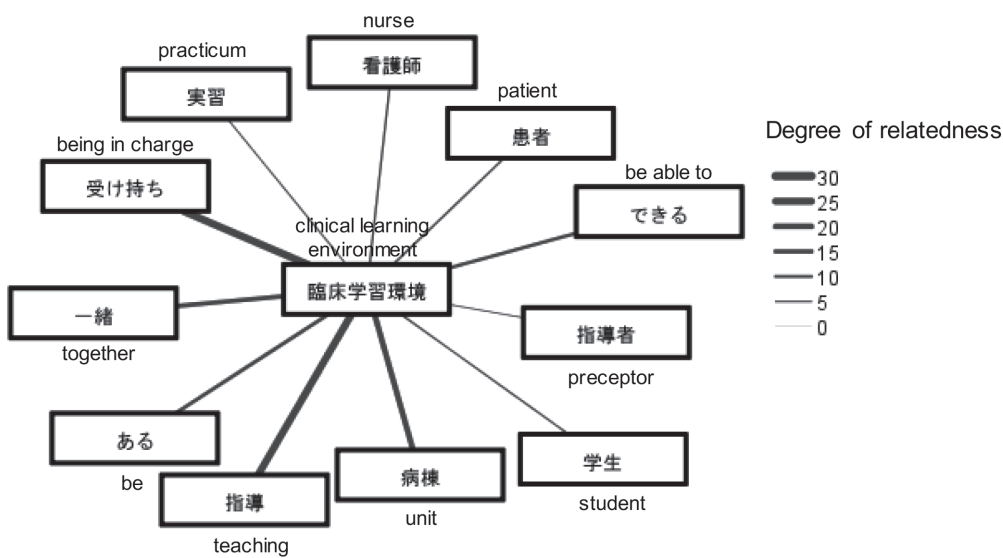 nurse
看護師
practicum
実習
patient
患者
being in charge
受け持ち
be able to
できる
clinical learning
environment
臨床学習環境
一緒
together
指導者
preceptor
ある
be
指導
teaching
病棟
unit
学生
student
Degree of relatedness
30
25
20
15
10
5
0